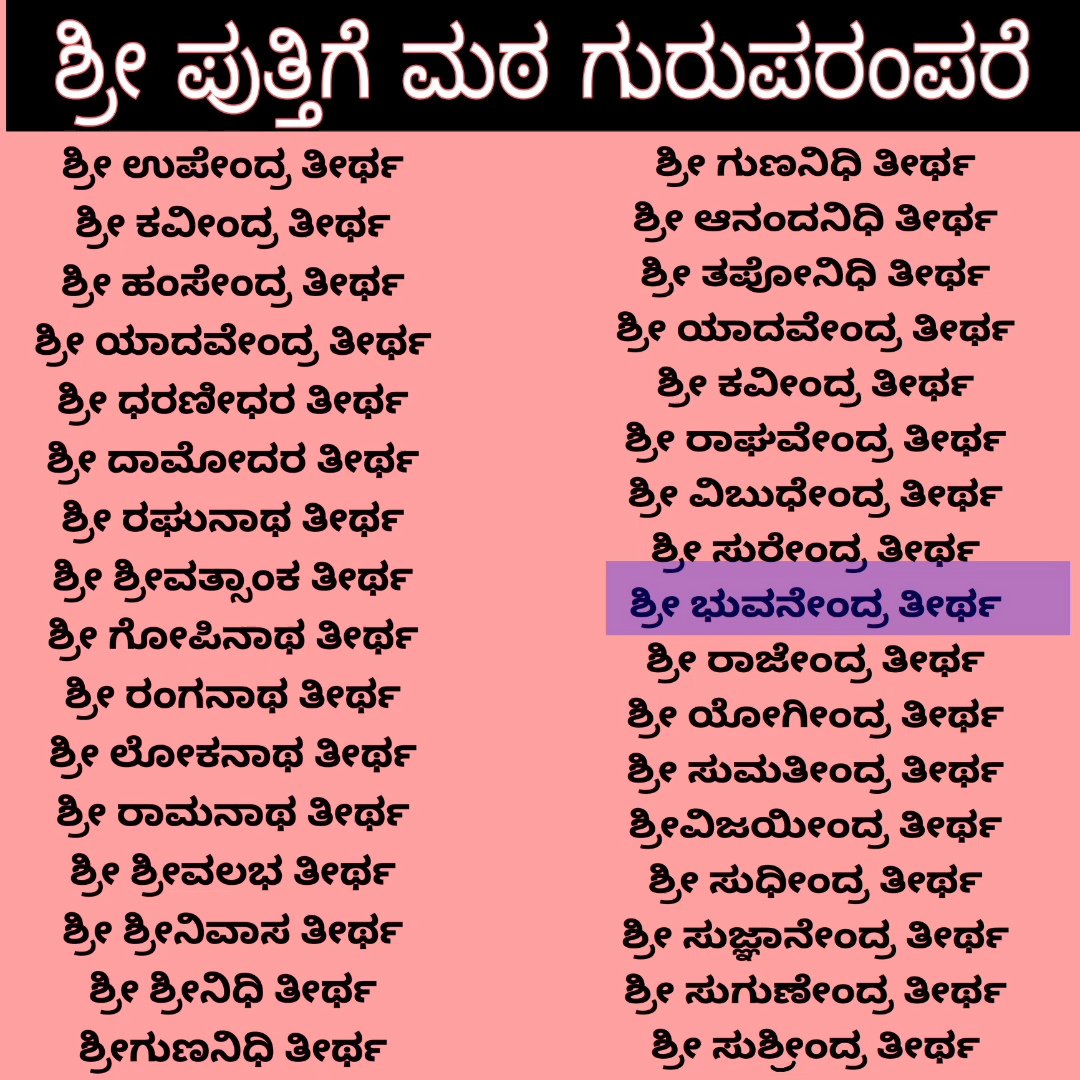 ಶ್ರೀ ಪುತ್ತಿಗೆ ಮಠ ಗುರುಪರಂಪರೆ
ಶ್ರೀ ಉಪೇಂದ್ರ ತೀರ್ಥ
ಶ್ರೀ ಕವೀಂದ್ರ ತೀರ್ಥ
ಶ್ರೀ ಹಂಸೇಂದ್ರ ತೀರ್ಥ
ಶ್ರೀ ಯಾದವೇಂದ್ರ ತೀರ್ಥ
ಶ್ರೀ ಧರಣೀಧರ ತೀರ್ಥ
ಶ್ರೀ ದಾಮೋದರ ತೀರ್ಥ
ಶ್ರೀ ರಘುನಾಥ ತೀರ್ಥ
ಶ್ರೀ ಶ್ರೀವತ್ಸಾಂಕ ತೀರ್ಥ
ಶ್ರೀ ಗೋಪಿನಾಥ ತೀರ್ಥ
ಶ್ರೀ ರಂಗನಾಥ ತೀರ್ಥ
ಶ್ರೀ ಲೋಕನಾಥ ತೀರ್ಥ
ಶ್ರೀ ರಾಮನಾಥ ತೀರ್ಥ
ಶ್ರೀ ಶ್ರೀವಲಭ ತೀರ್ಥ
ಶ್ರೀ ಶ್ರೀನಿವಾಸ ತೀರ್ಥ
ಶ್ರೀ ಶ್ರೀನಿಧಿ ತೀರ್ಥ
ಶ್ರೀಗುಣನಿಧಿ ತೀರ್ಥ
ಶ್ರೀ ಗುಣನಿಧಿ ತೀರ್ಥ
ಶ್ರೀ ಆನಂದನಿಧಿ ತೀರ್ಥ
ಶ್ರೀ ತಪೋನಿಧಿ ತೀರ್ಥ
ಶ್ರೀ ಯಾದವೇಂದ್ರ ತೀರ್ಥ
ಶ್ರೀ ಕವೀಂದ್ರ ತೀರ್ಥ
ಶ್ರೀ ರಾಘವೇಂದ್ರ ತೀರ್ಥ
ಶ್ರೀ ವಿಬುಧೇಂದ್ರ ತೀರ್ಥ
ಶ್ರೀ ಸುರೇಂದ್ರ ತೀರ್ಥ
ಶ್ರೀ ಭುವನೇಂದ್ರ ತೀರ್ಥ
ಶ್ರೀ ರಾಜೇಂದ್ರ ತೀರ್ಥ
ಶ್ರೀ ಯೋಗೀಂದ್ರ ತೀರ್ಥ
ಶ್ರೀ ಸುಮತೀಂದ್ರ ತೀರ್ಥ
ಶ್ರೀವಿಜಯೀಂದ್ರ ತೀರ್ಥ
ಶ್ರೀ ಸುಧೀಂದ್ರ ತೀರ್ಥ
ಶ್ರೀ ಸುಜ್ಞಾನೇಂದ್ರ ತೀರ್ಥ
ಶ್ರೀ ಸುಗುಣೇಂದ್ರ ತೀರ್ಥ
ಶ್ರೀ ಸುಶ್ರೀಂದ್ರ ತೀರ್ಥ